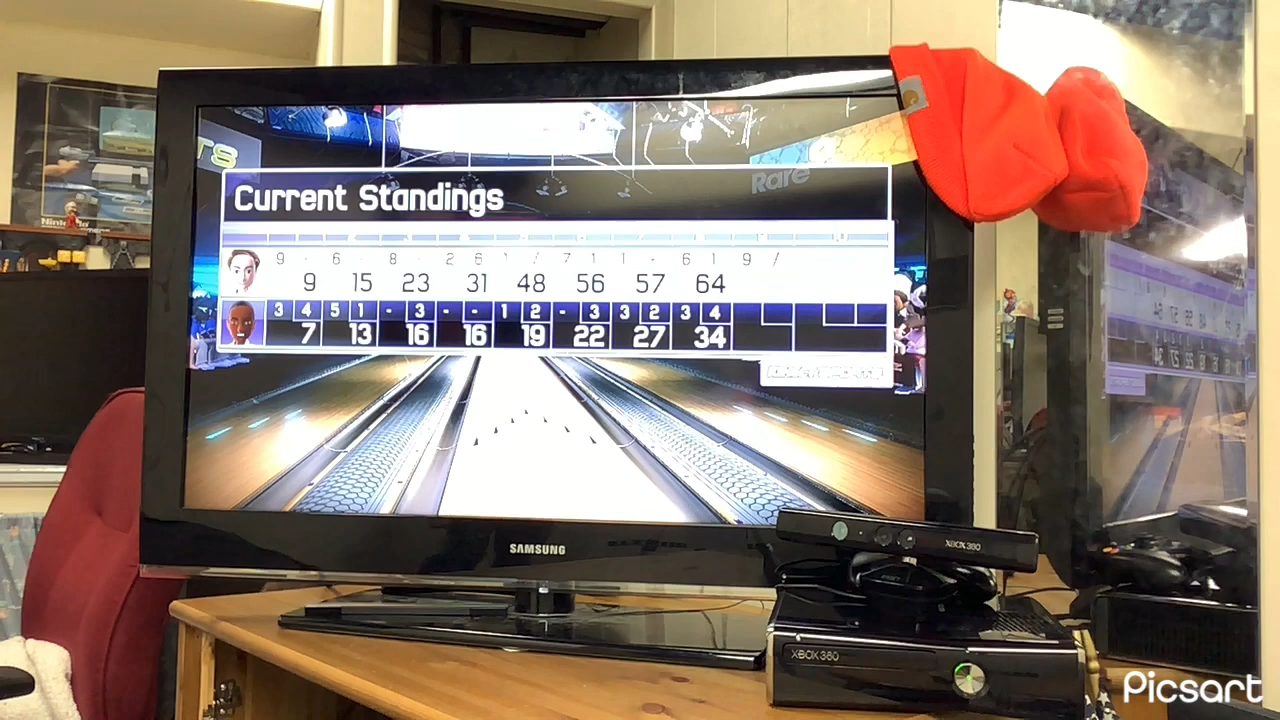 TS
Rare
Current Standings
9 - 6 - 8 - 2 6 1 / 7 1 1 - 6 1 9 /
9 15 23 31 48 56 57 64
3 4 5 1 - 3 - - 1 2 - 3 3 2 3 4
7 13 16 16 19 22 27 34
Nintendo
SAMSUNG
XBOX 360
XBOX 360
Picsart